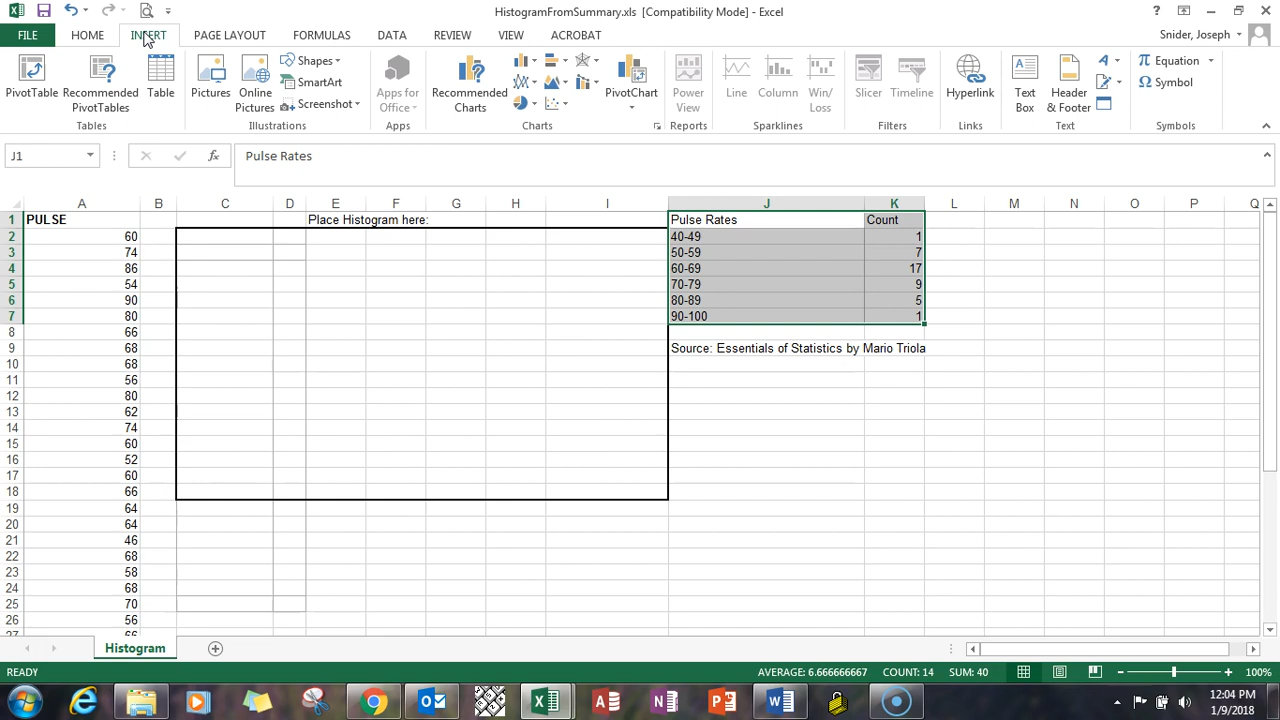 HistogramFromSummary.xls [Compatibility Mode] - Excel
FILE HOME INSERT PAGE LAYOUT FORMULAS DATA REVIEW VIEW ACROBAT Snider, Joseph
PivotTable Recommended PivotTables Table Pictures Online Pictures Shapes SmartArt Screenshot Apps for Office Recommended Charts PivotChart Power View Line Column Win/Loss Slicer Timeline Hyperlink Text Box Header & Footer Equation Symbol
Tables Illustrations Apps Charts Reports Sparklines Filters Links Text Symbols
J1 fx Pulse Rates
A B C D E F G H I J K L M N O P Q
1 PULSE Place Histogram here: Pulse Rates Count
2 60 40-49 1
3 74 50-59 7
4 86 60-69 17
5 54 70-79 9
6 90 80-89 5
7 80 90-100 1
8 66
9 68 Source: Essentials of Statistics by Mario Triola
10 68
11 56
12 80
13 62
14 74
15 60
16 52
17 60
18 66
19 64
20 64
21 46
22 68
23 58
24 68
25 70
26 56
27 66
Histogram
READY AVERAGE: 6.666666667 COUNT: 14 SUM: 40 100%
12:04 PM
1/9/2018